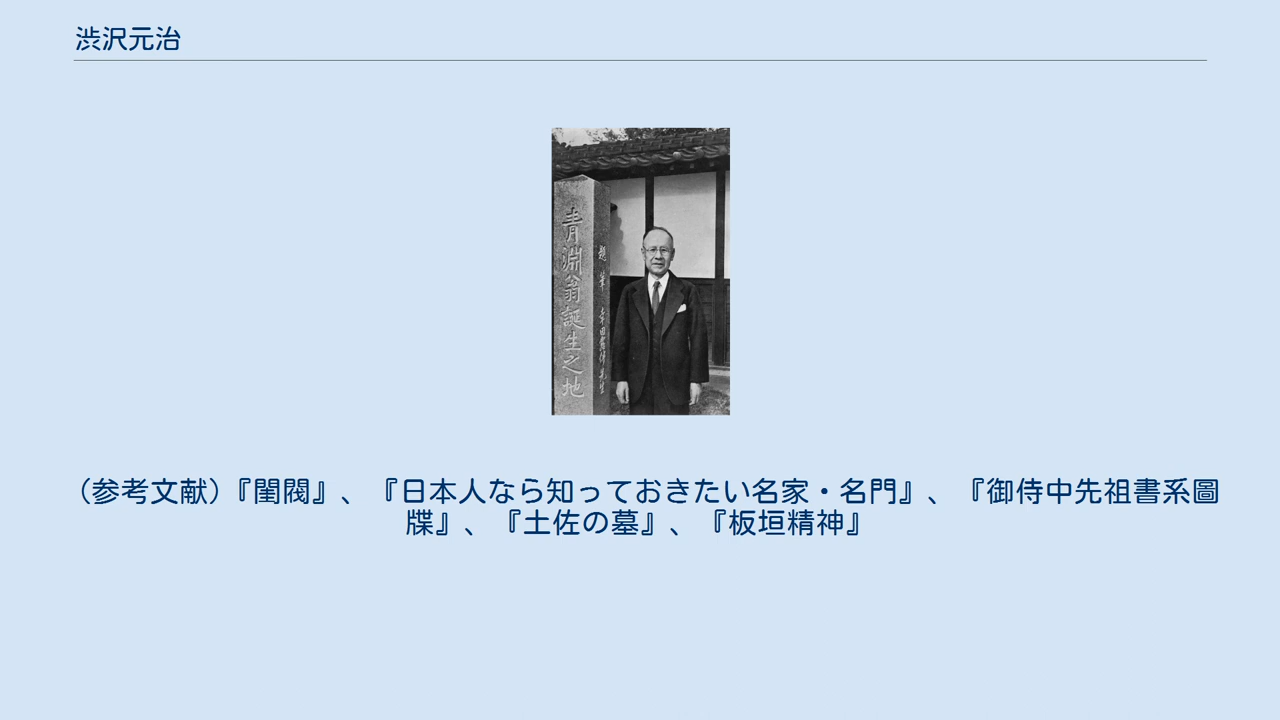 渋沢元治
青淵翁誕生之地
題筆
(参考文献)『閨閥』、『日本人なら知っておきたい名家・名門』、『御侍中先祖書系圖
牒』、『土佐の墓』、『板垣精神』